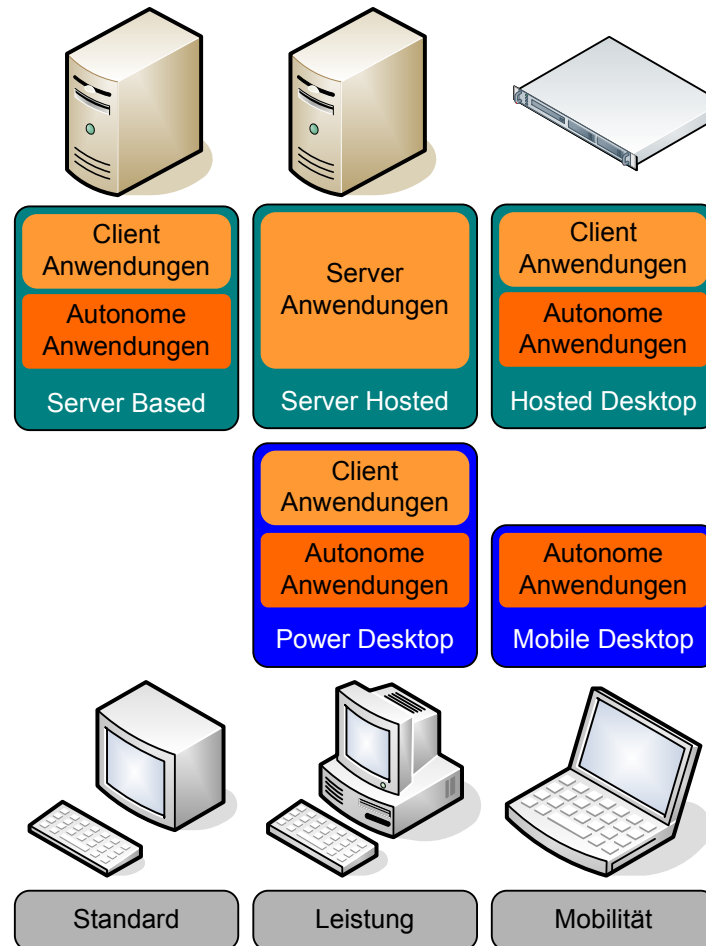 Client
Anwendungen
Autonome
Anwendungen
Server Based
Server
Anwendungen
Server Hosted
Client
Anwendungen
Autonome
Anwendungen
Hosted Desktop
Client
Anwendungen
Autonome
Anwendungen
Power Desktop
Autonome
Anwendungen
Mobile Desktop
Standard
Leistung
Mobilität